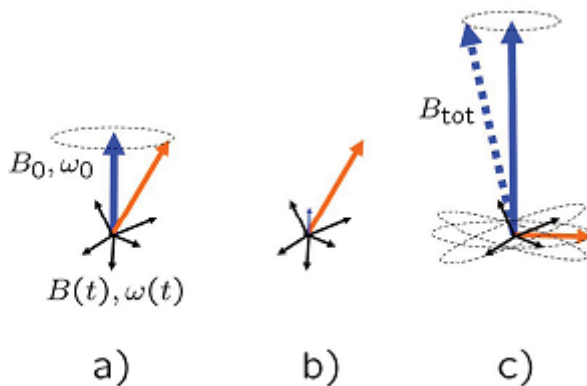 B_tot
B_0, ω_0
B(t), ω(t)
a) b) c)